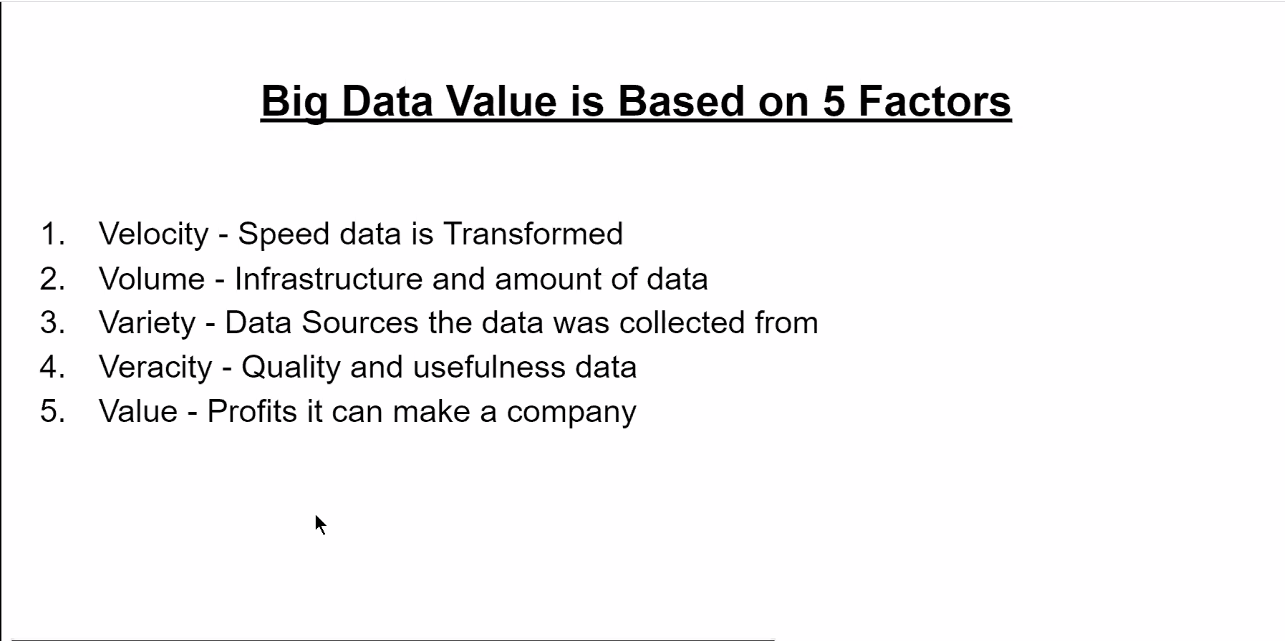 Big Data Value is Based on 5 Factors
1. Velocity - Speed data is Transformed
2. Volume - Infrastructure and amount of data
3. Variety - Data Sources the data was collected from
4. Veracity - Quality and usefulness data
5. Value - Profits it can make a company